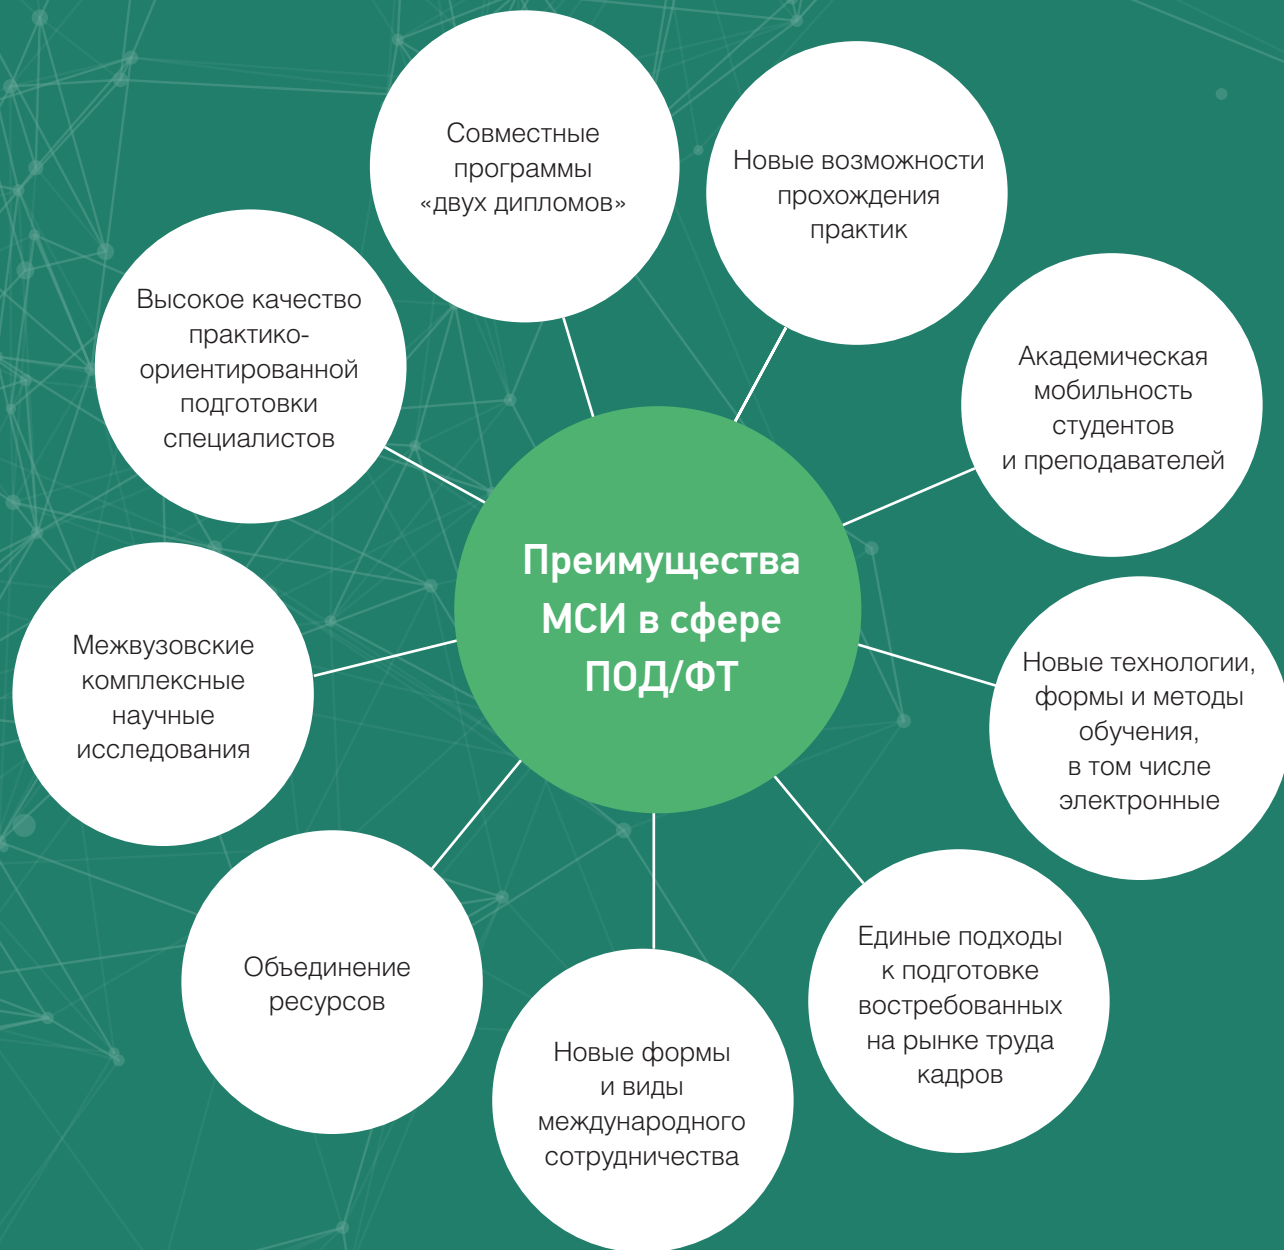 Совместные
программы
«двух дипломов»
Новые возможности
прохождения
практик
Академическая
мобильность
студентов
и преподавателей
Новые технологии,
формы и методы
обучения,
в том числе
электронные
Единые подходы
к подготовке
востребованных
на рынке труда
кадров
Новые формы
и виды
международного
сотрудничества
Объединение
ресурсов
Межвузовские
комплексные
научные
исследования
Высокое качество
практико-
ориентированной
подготовки
специалистов
Преимущества
МСИ в сфере
ПОД/ФТ